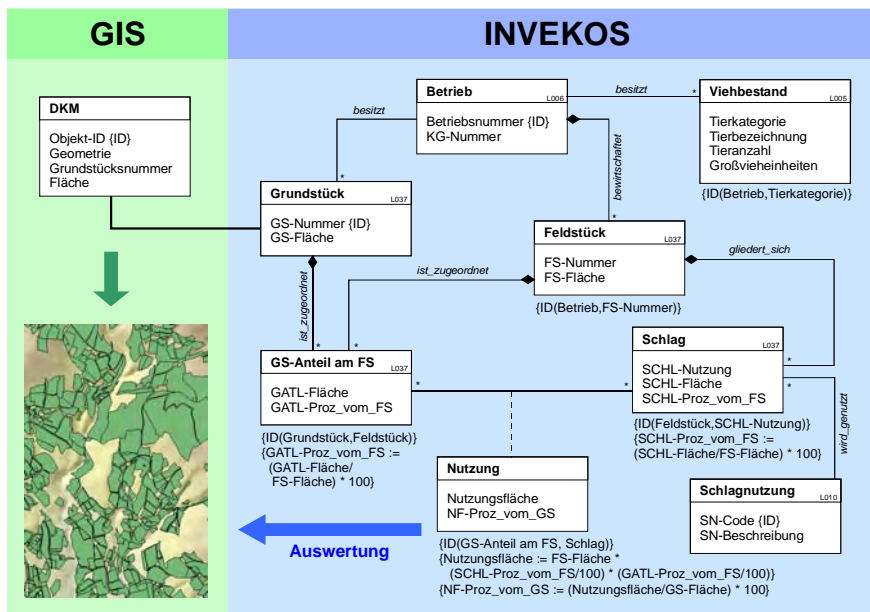 GIS
INVEKOS
DKM
Objekt-ID {ID}
Geometrie
Grundstücksnummer
Fläche
Betrieb
L006
Betriebsnummer {ID}
KG-Nummer
besitzt
*
besitzt
*
Viehbestand
L005
Tierkategorie
Tierbezeichnung
Tieranzahl
Großvieheinheiten
{ID(Betrieb,Tierkategorie)}
bewirtschaftet
*
Grundstück
L037
GS-Nummer {ID}
GS-Fläche
Feldstück
L037
FS-Nummer
FS-Fläche
{ID(Betrieb,FS-Nummer)}
gliedert_sich
*
ist_zugeordnet
*
ist_zugeordnet
*
GS-Anteil am FS
L037
GATL-Fläche
GATL-Proz_vom_FS
{ID(Grundstück,Feldstück)}
{GATL-Proz_vom_FS :=
(GATL-Fläche/
FS-Fläche) * 100}
*
*
Schlag
L037
SCHL-Nutzung
SCHL-Fläche
SCHL-Proz_vom_FS
{ID(Feldstück,SCHL-Nutzung)}
{SCHL-Proz_vom_FS :=
(SCHL-Fläche/FS-Fläche) * 100}
*
wird_genutzt
Nutzung
Nutzungsfläche
NF-Proz_vom_GS
{ID(GS-Anteil am FS, Schlag)}
{Nutzungsfläche := FS-Fläche *
(SCHL-Proz_vom_FS/100) * (GATL-Proz_vom_FS/100)}
{NF-Proz_vom_GS := (Nutzungsfläche/GS-Fläche) * 100}
Schlagnutzung
L010
SN-Code {ID}
SN-Beschreibung
Auswertung